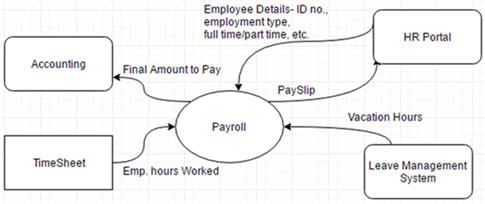 Employee Details- ID no.,
employment type,
full time/part time, etc.
HR Portal
Accounting
Final Amount to Pay
PaySlip
Payroll
Vacation Hours
TimeSheet
Emp. hours Worked
Leave Management
System